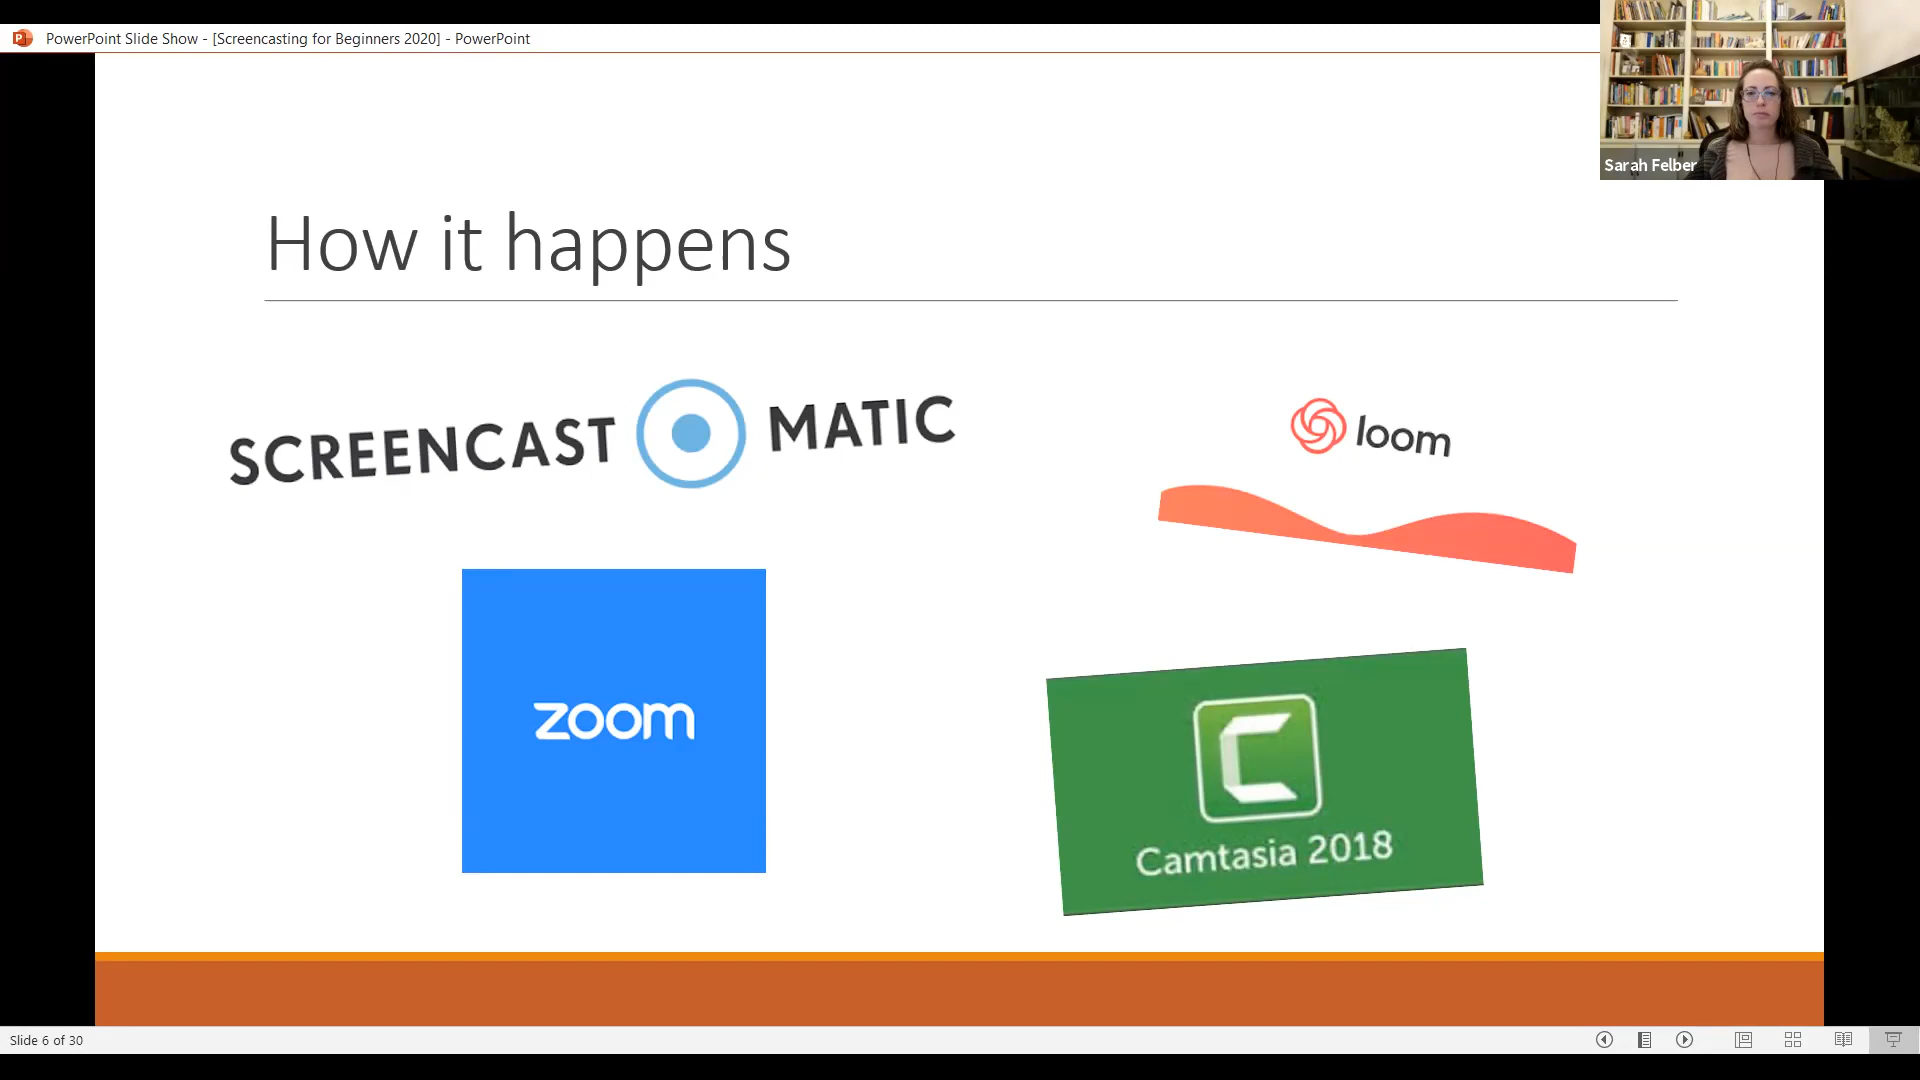 PowerPoint Slide Show - [Screencasting for Beginners 2020] - PowerPoint
Sarah Felber
How it happens
SCREENCAST MATIC
loom
zoom
Camtasia 2018
Slide 6 of 30